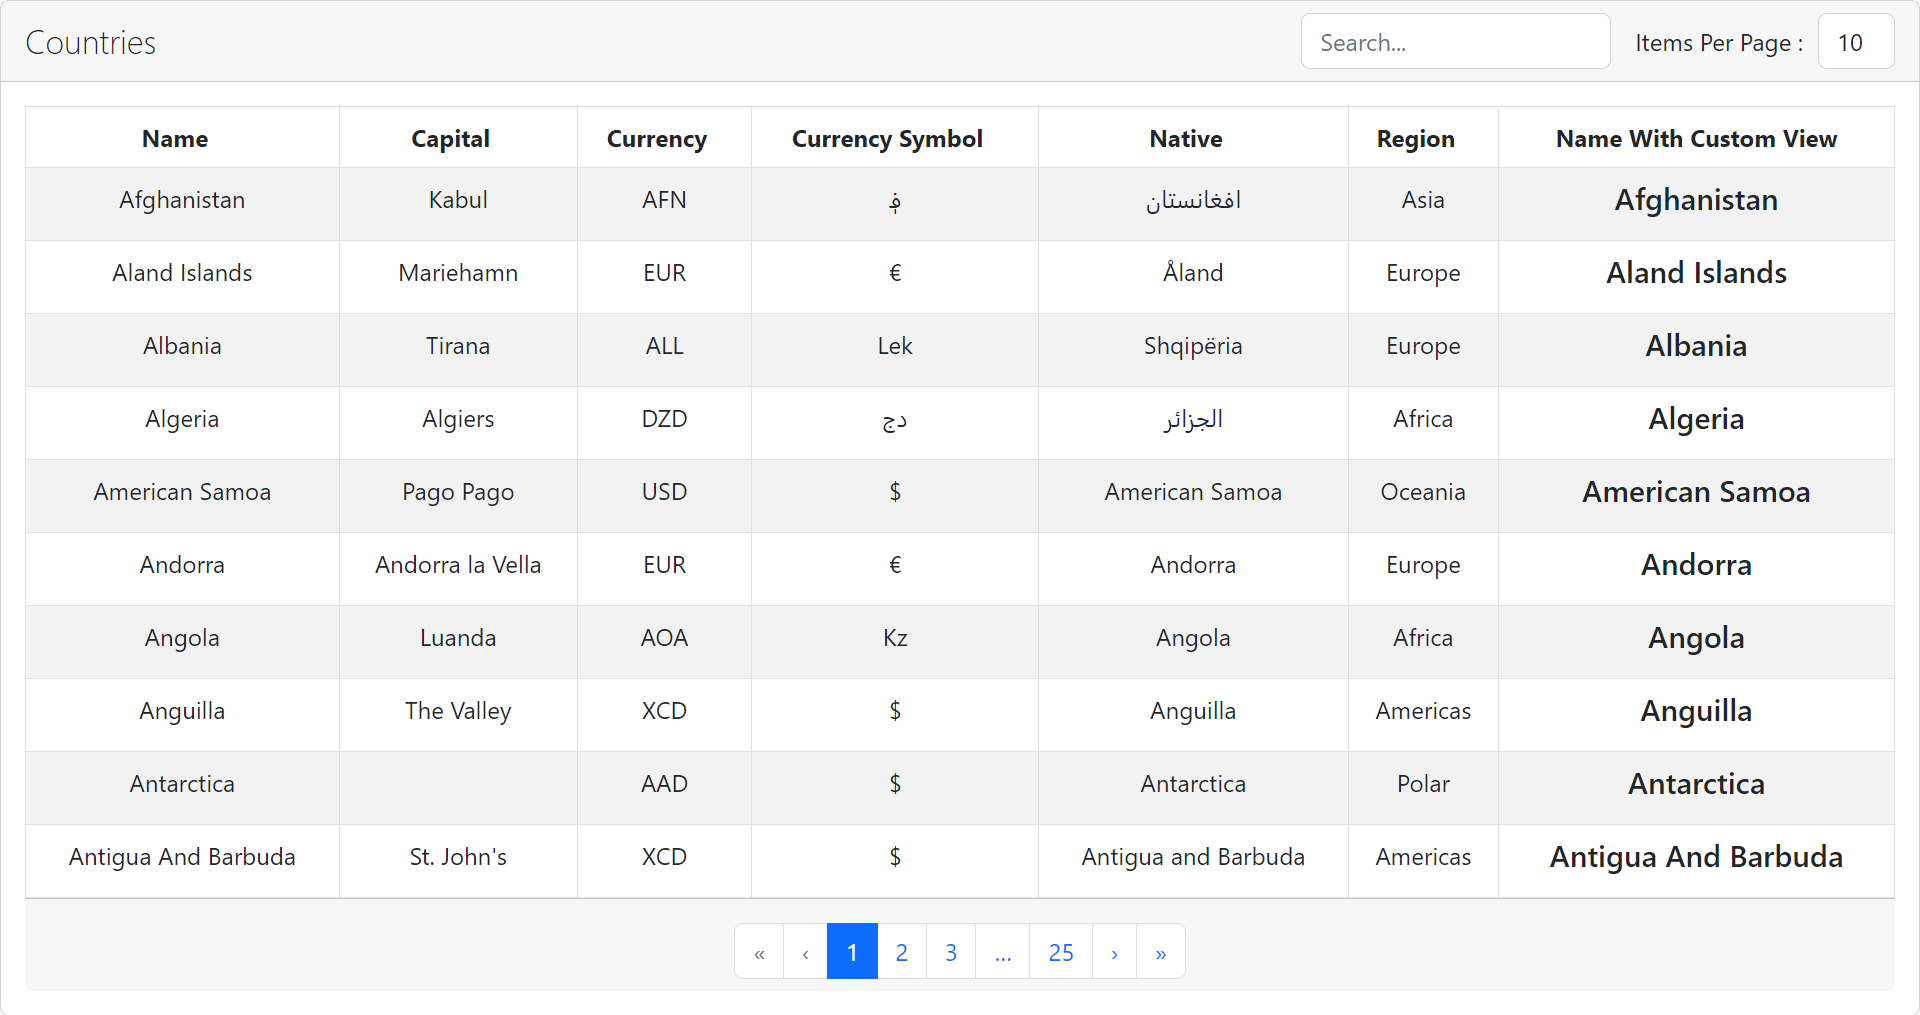 Countries Search... Items Per Page : 10
Name Capital Currency Currency Symbol Native Region Name With Custom View
Afghanistan Kabul AFN ؋ افغانستان Asia Afghanistan
Aland Islands Mariehamn EUR € Åland Europe Aland Islands
Albania Tirana ALL Lek Shqipëria Europe Albania
Algeria Algiers DZD دج الجزائر Africa Algeria
American Samoa Pago Pago USD $ American Samoa Oceania American Samoa
Andorra Andorra la Vella EUR € Andorra Europe Andorra
Angola Luanda AOA Kz Angola Africa Angola
Anguilla The Valley XCD $ Anguilla Americas Anguilla
Antarctica AAD $ Antarctica Polar Antarctica
Antigua And Barbuda St. John's XCD $ Antigua and Barbuda Americas Antigua And Barbuda
« ‹ 1 2 3 ... 25 › »